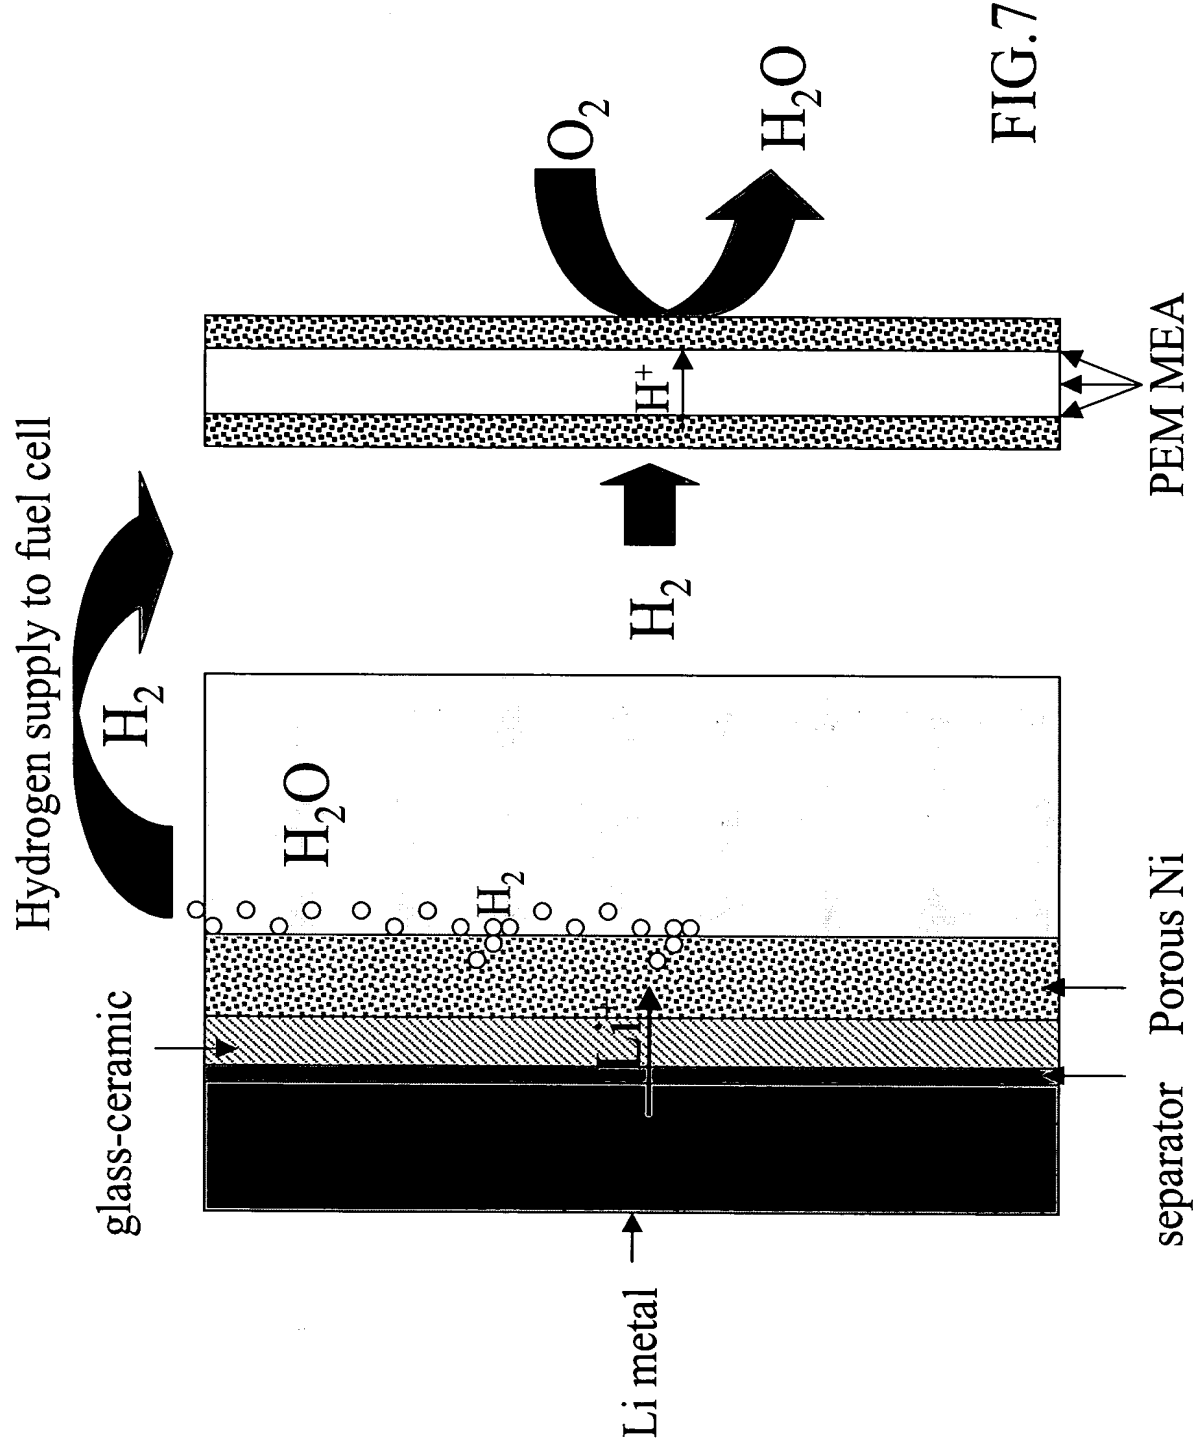 Hydrogen supply to fuel cell
H₂
glass-ceramic
H₂O
H₂
Li⁺
H₂
H⁺
O₂
H₂O
Li metal
separator
Porous Ni
PEM MEA
FIG.7